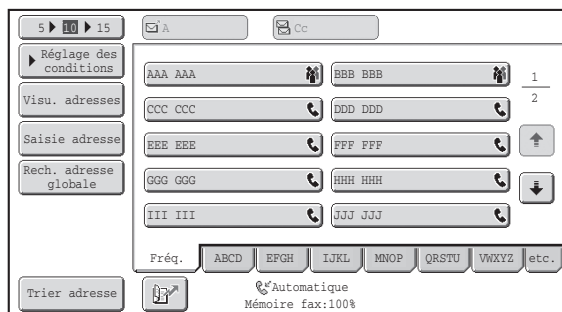 5 10 15
A
Cc
Réglage des
conditions
Visu. adresses
Saisie adresse
Rech. adresse
globale
Trier adresse
AAA AAA
BBB BBB
CCC CCC
DDD DDD
EEE EEE
FFF FFF
GGG GGG
HHH HHH
III III
JJJ JJJ
1
2
Fréq. ABCD EFGH IJKL MNOP QRSTU VWXYZ etc.
Automatique
Mémoire fax:100%